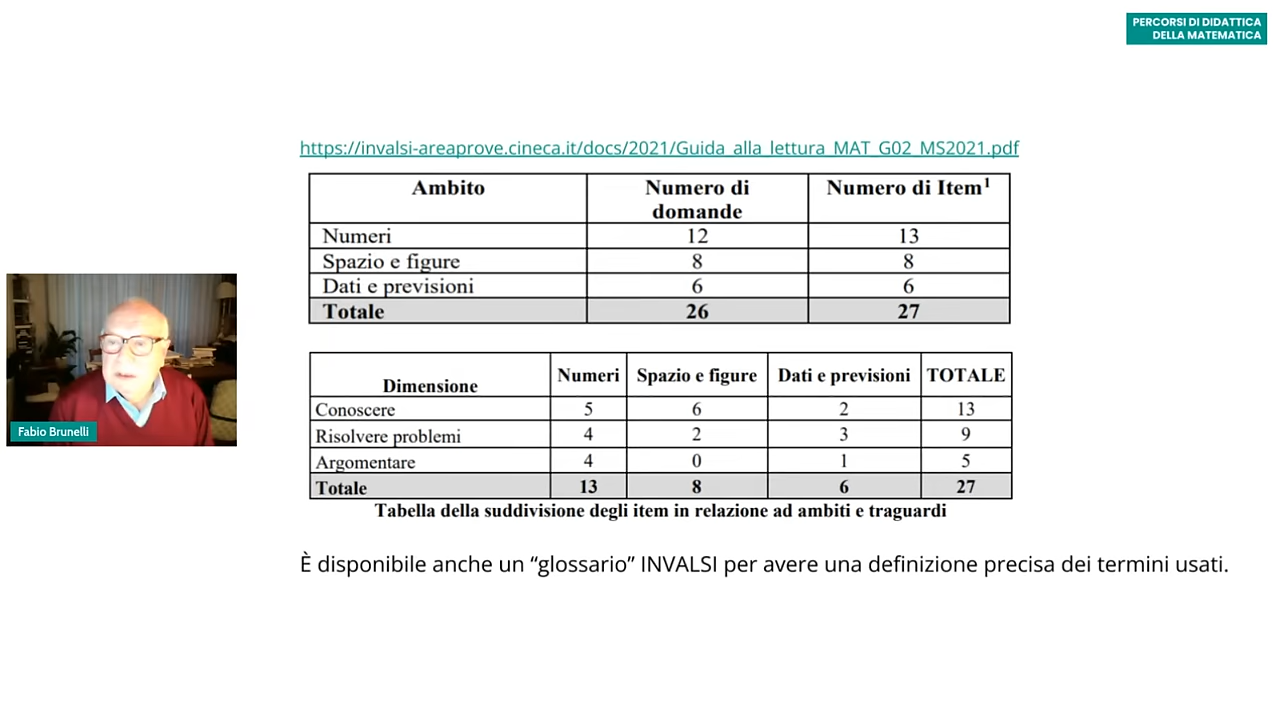 PERCORSI DI DIDATTICA
DELLA MATEMATICA
https://invalsi-areaprove.cineca.it/docs/2021/Guida_alla_lettura_MAT_G02_MS2021.pdf
Ambito Numero di domande Numero di Item¹
Numeri 12 13
Spazio e figure 8 8
Dati e previsioni 6 6
Totale 26 27
Dimensione Numeri Spazio e figure Dati e previsioni TOTALE
Conoscere 5 6 2 13
Risolvere problemi 4 2 3 9
Argomentare 4 0 1 5
Totale 13 8 6 27
Tabella della suddivisione degli item in relazione ad ambiti e traguardi
È disponibile anche un “glossario” INVALSI per avere una definizione precisa dei termini usati.
Fabio Brunelli